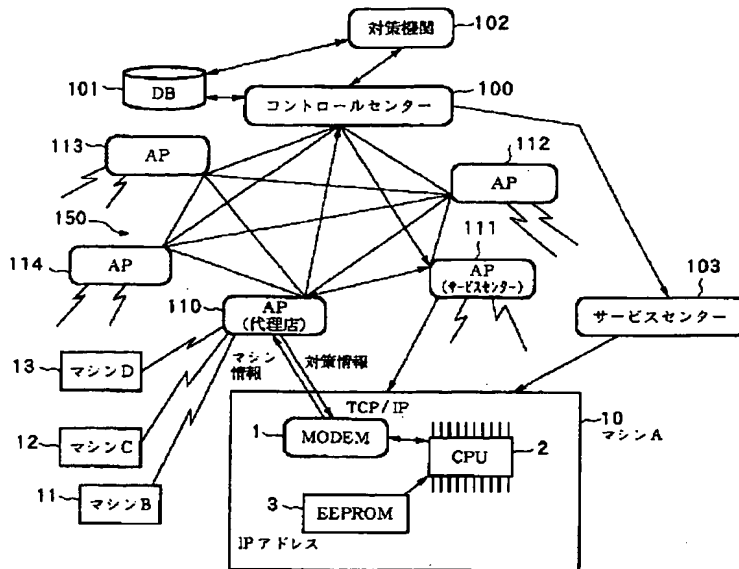 対策機関
102
101
DB
100
コントロールセンター
113
AP
112
AP
150
111
114
AP
AP
(サービスセンター)
103
110
AP
(代理店)
サービスセンター
13
マシンD
マシン
情報
対策情報
TCP/IP
10
マシンA
12
マシンC
1
MODEM
CPU
2
11
マシンB
3
EEPROM
IPアドレス